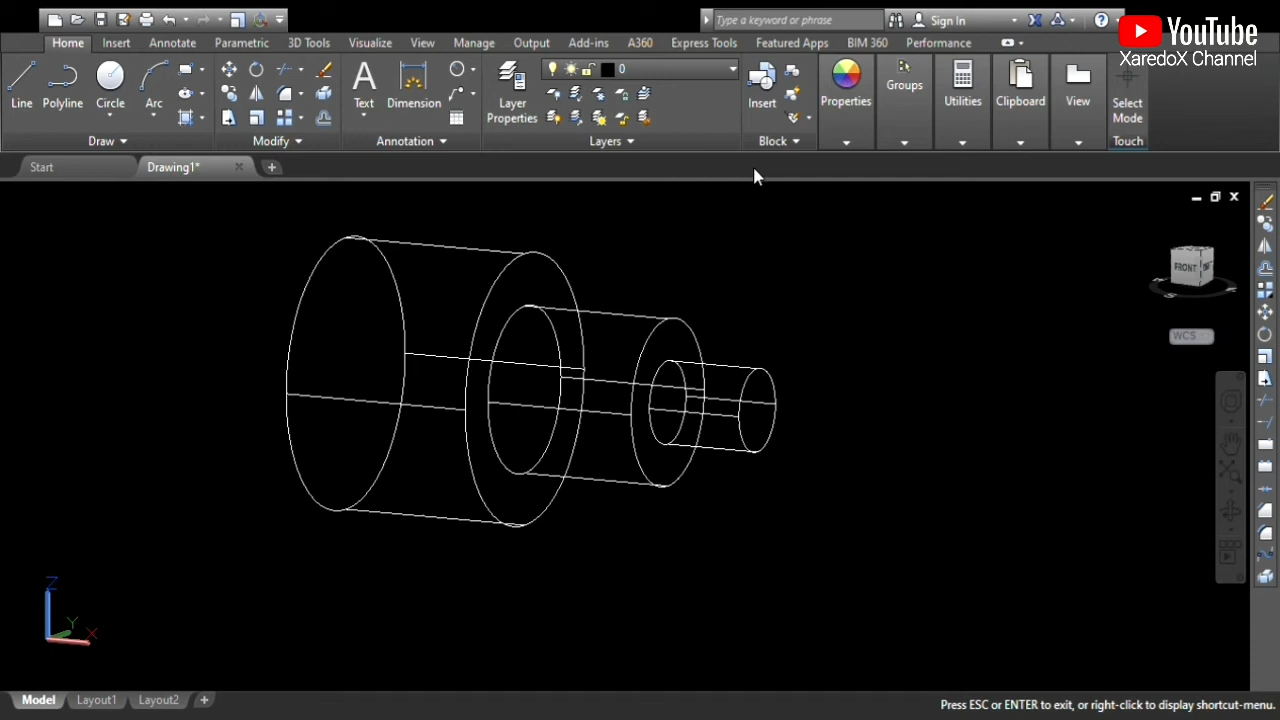 Type a keyword or phrase
Sign In
YouTube
XaredoX Channel
Home Insert Annotate Parametric 3D Tools Visualize View Manage Output Add-ins A360 Express Tools Featured Apps BIM 360 Performance
0
Line Polyline Circle Arc Text Dimension Layer Properties Insert Properties Groups Utilities Clipboard View Select Mode
Draw Modify Annotation Layers Block Touch
Start Drawing1*
FRONT
WCS
Z
Y
X
Model Layout1 Layout2
Press ESC or ENTER to exit, or right-click to display shortcut-menu.